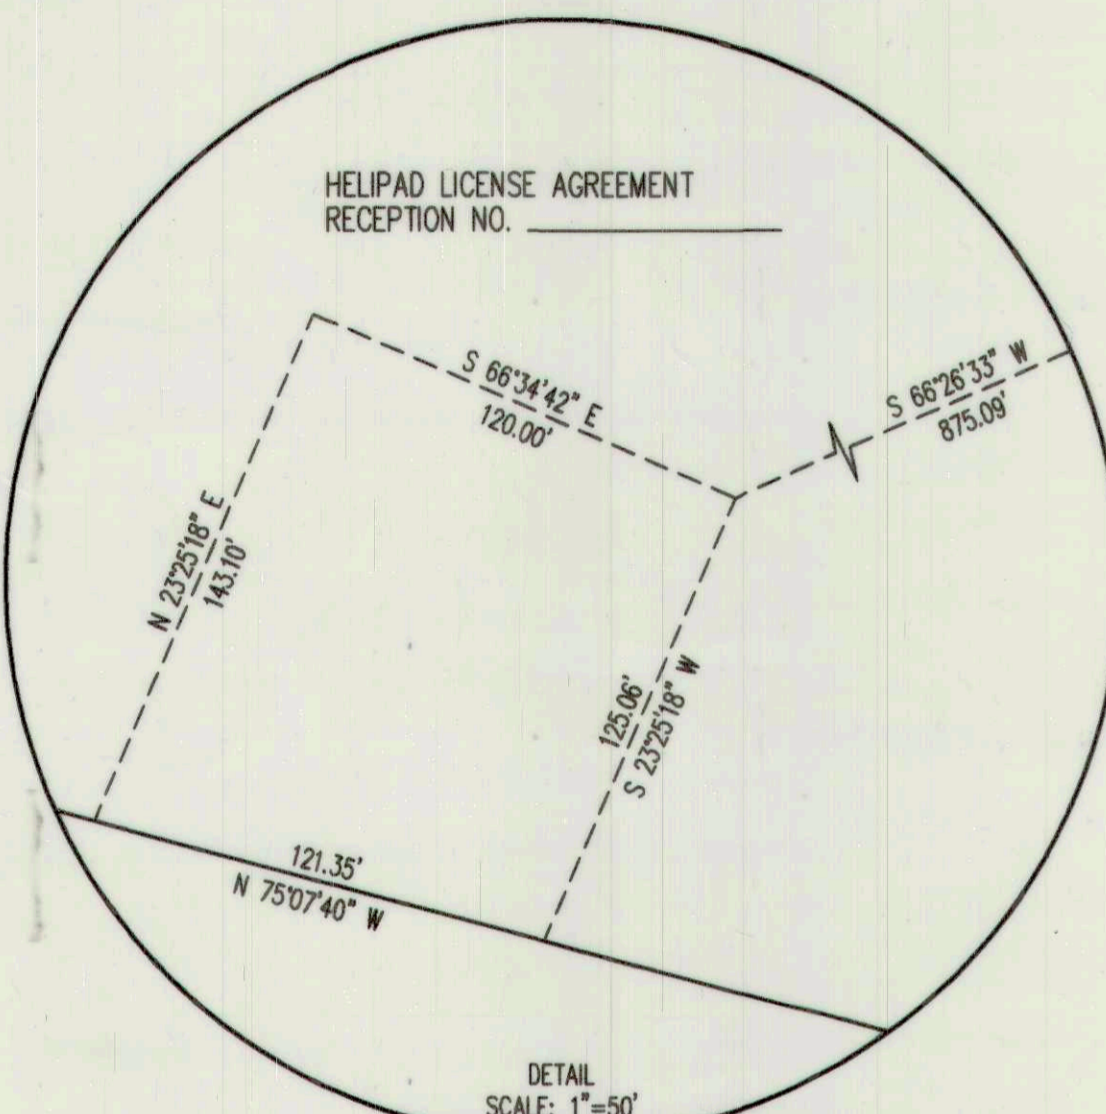 HELIPAD LICENSE AGREEMENT
RECEPTION NO.
S 66°34'42" E
120.00'
S 66°26'33" W
875.09'
N 23°25'18" E
143.10'
125.06'
S 23°25'18" W
121.35'
N 75°07'40" W
DETAIL
SCALE: 1"=50'